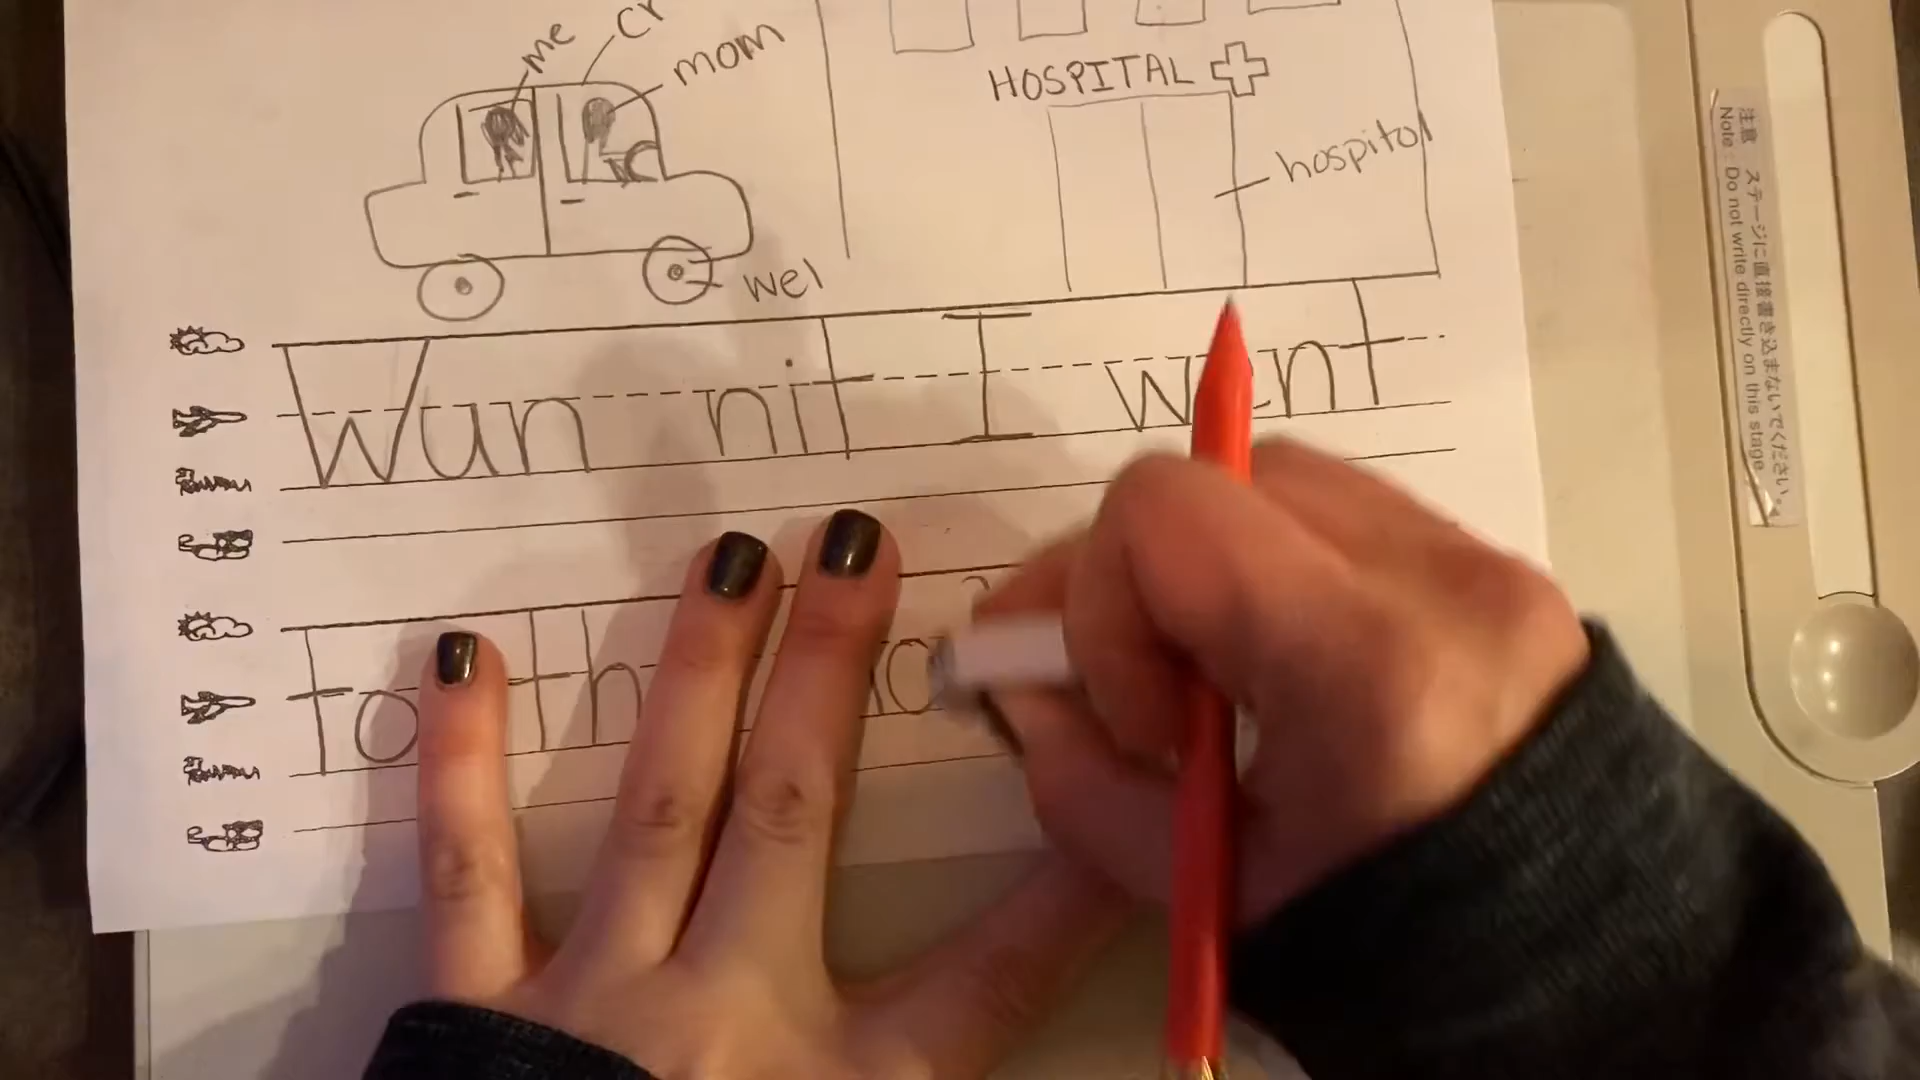 me
cr
mom
HOSPITAL
hospitol
wel
Wun nit I went
to th
注意 ステージに直接書き込まないでください。
Note : Do not write directly on this stage